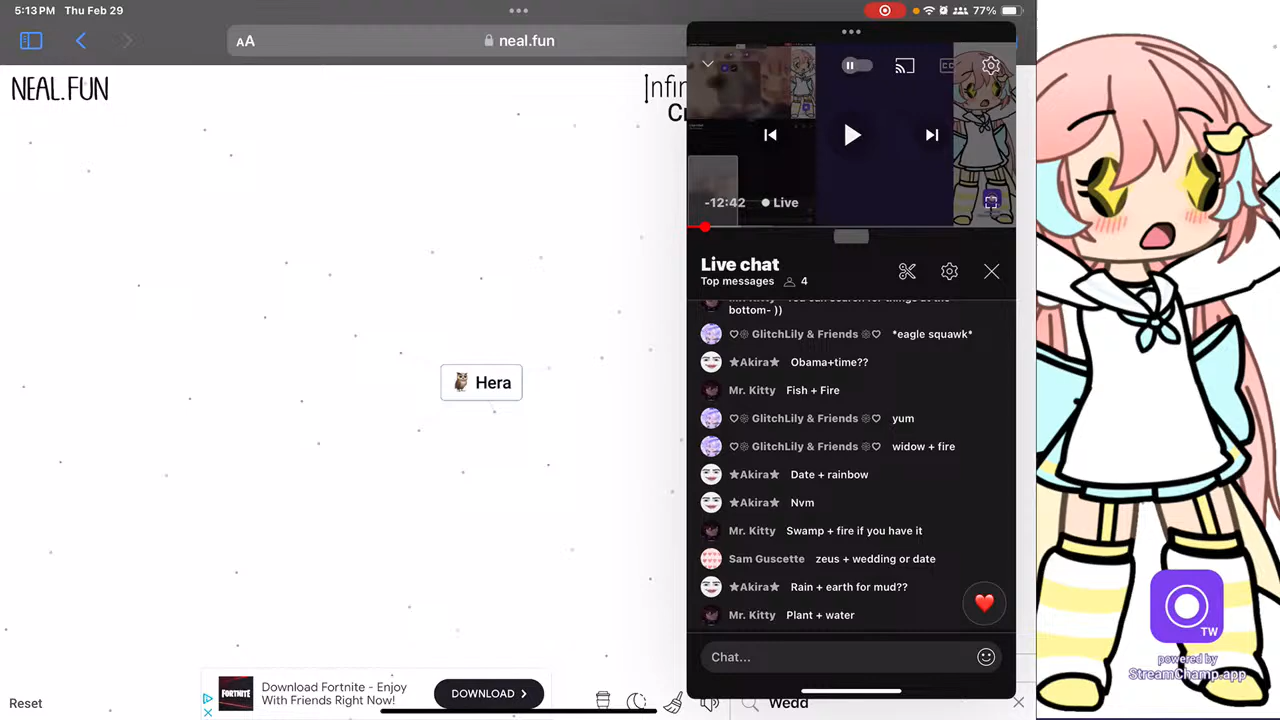 5:13 PM Thu Feb 29
77%
AA
neal.fun
NEAL.FUN
Infin
Cr
🦉 Hera
CC
-12:42
Live
Live chat
Top messages 4
bottom- ))
♡❊ GlitchLily & Friends ❊♡ *eagle squawk*
★Akira★ Obama+time??
Mr. Kitty Fish + Fire
♡❊ GlitchLily & Friends ❊♡ yum
♡❊ GlitchLily & Friends ❊♡ widow + fire
★Akira★ Date + rainbow
★Akira★ Nvm
Mr. Kitty Swamp + fire if you have it
Sam Guscette zeus + wedding or date
★Akira★ Rain + earth for mud??
Mr. Kitty Plant + water
Chat...
Reset
FORTNITE
Download Fortnite - Enjoy
With Friends Right Now!
DOWNLOAD
Wedd
TW
powered by
StreamChamp.app